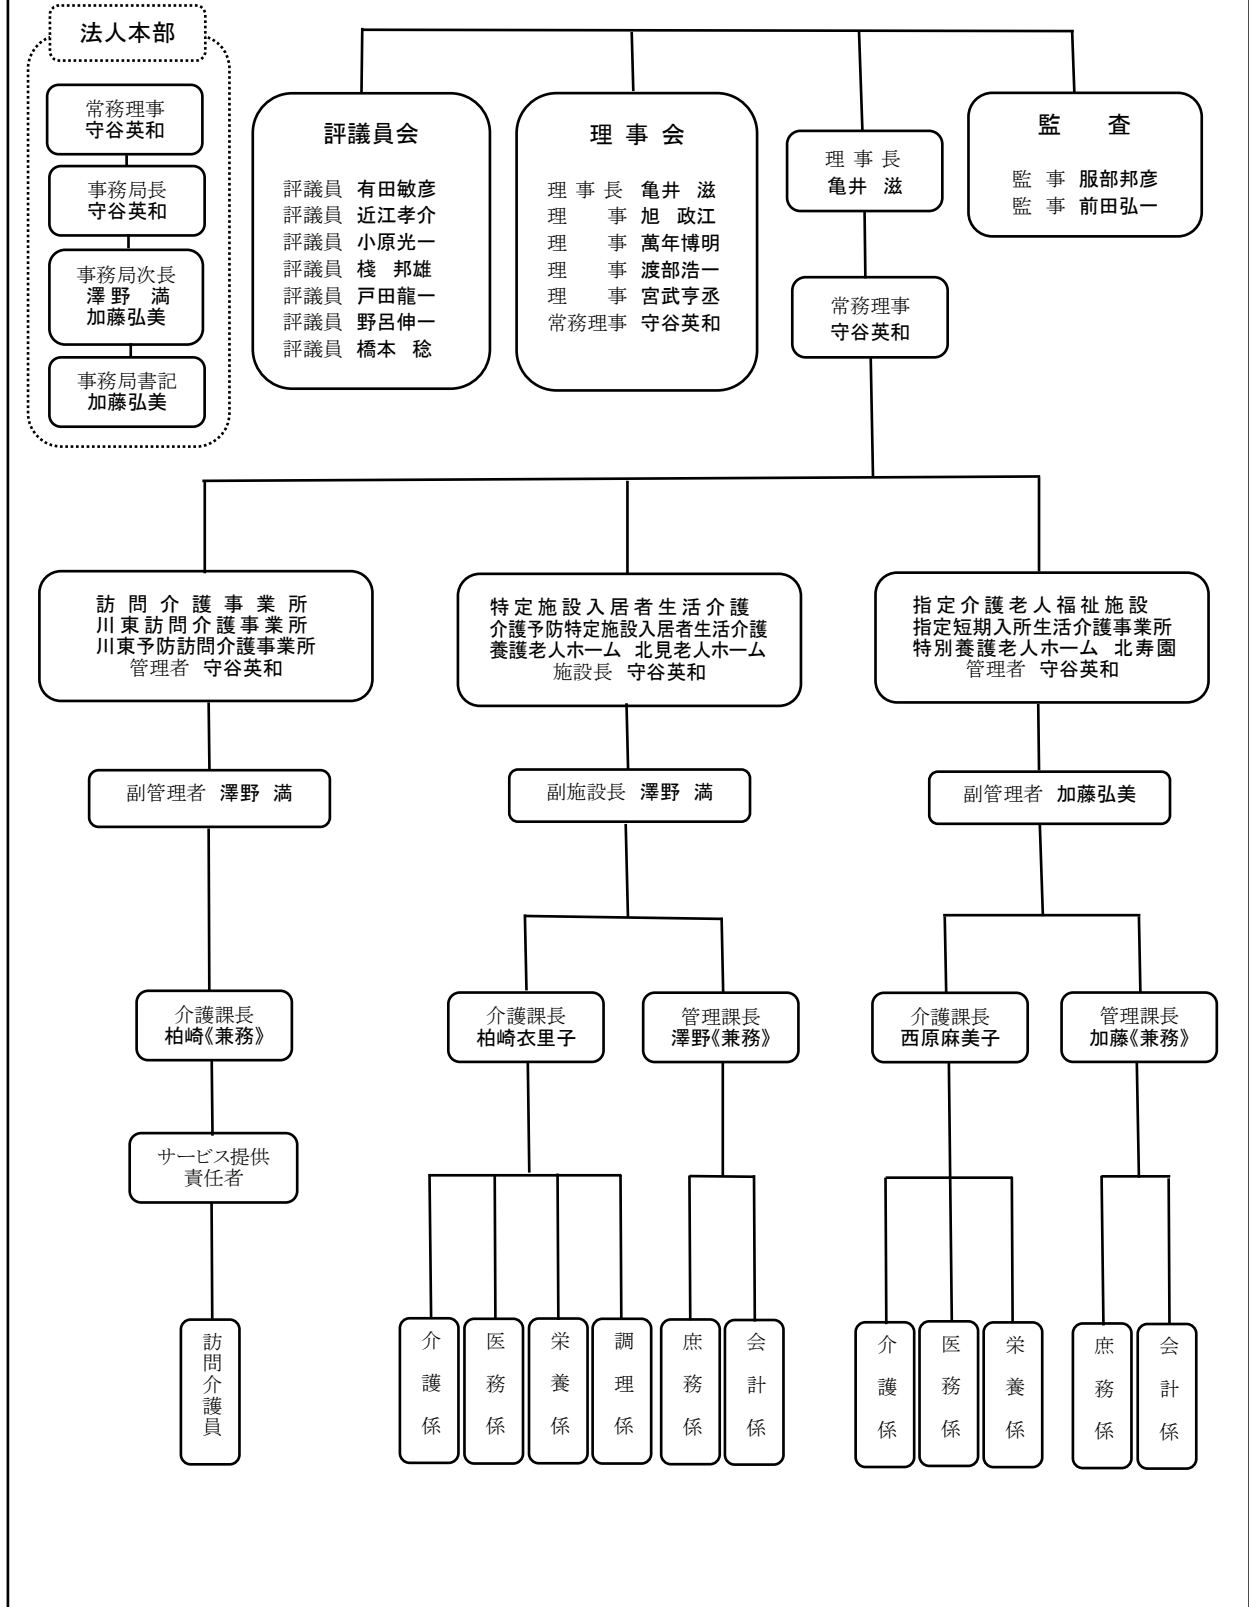 法人本部
常務理事
守谷英和
事務局長
守谷英和
事務局次長
澤野 満
加藤弘美
事務局書記
加藤弘美
評議員会
評議員 有田敏彦
評議員 近江孝介
評議員 小原光一
評議員 棧 邦雄
評議員 戸田龍一
評議員 野呂伸一
評議員 橋本 稔
理 事 会
理 事 長 亀井 滋
理 事 旭 政江
理 事 萬年博明
理 事 渡部浩一
理 事 宮武亨丞
常務理事 守谷英和
理 事 長
亀井 滋
常務理事
守谷英和
監 査
監 事 服部邦彦
監 事 前田弘一
訪 問 介 護 事 業 所
川東訪問介護事業所
川東予防訪問介護事業所
管理者 守谷英和
副管理者 澤野 満
介護課長
柏崎《兼務》
サービス提供
責任者
訪問介護員
特定施設入居者生活介護
介護予防特定施設入居者生活介護
養護老人ホーム 北見老人ホーム
施設長 守谷英和
副施設長 澤野 満
介護課長
柏崎衣里子
管理課長
澤野《兼務》
介護係
医務係
栄養係
調理係
庶務係
会計係
指定介護老人福祉施設
指定短期入所生活介護事業所
特別養護老人ホーム 北寿園
管理者 守谷英和
副管理者 加藤弘美
介護課長
西原麻美子
管理課長
加藤《兼務》
介護係
医務係
栄養係
庶務係
会計係